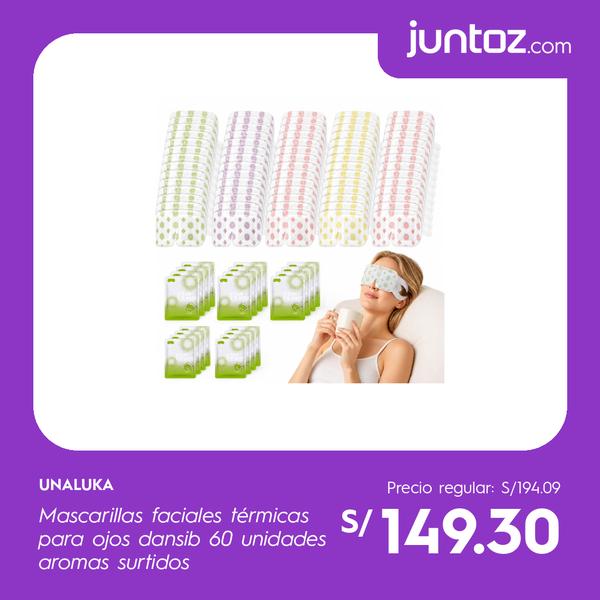 juntoz.com
UNALUKA
Mascarillas faciales térmicas
para ojos dansib 60 unidades
aromas surtidos
Precio regular: S/194.09
S/149.30